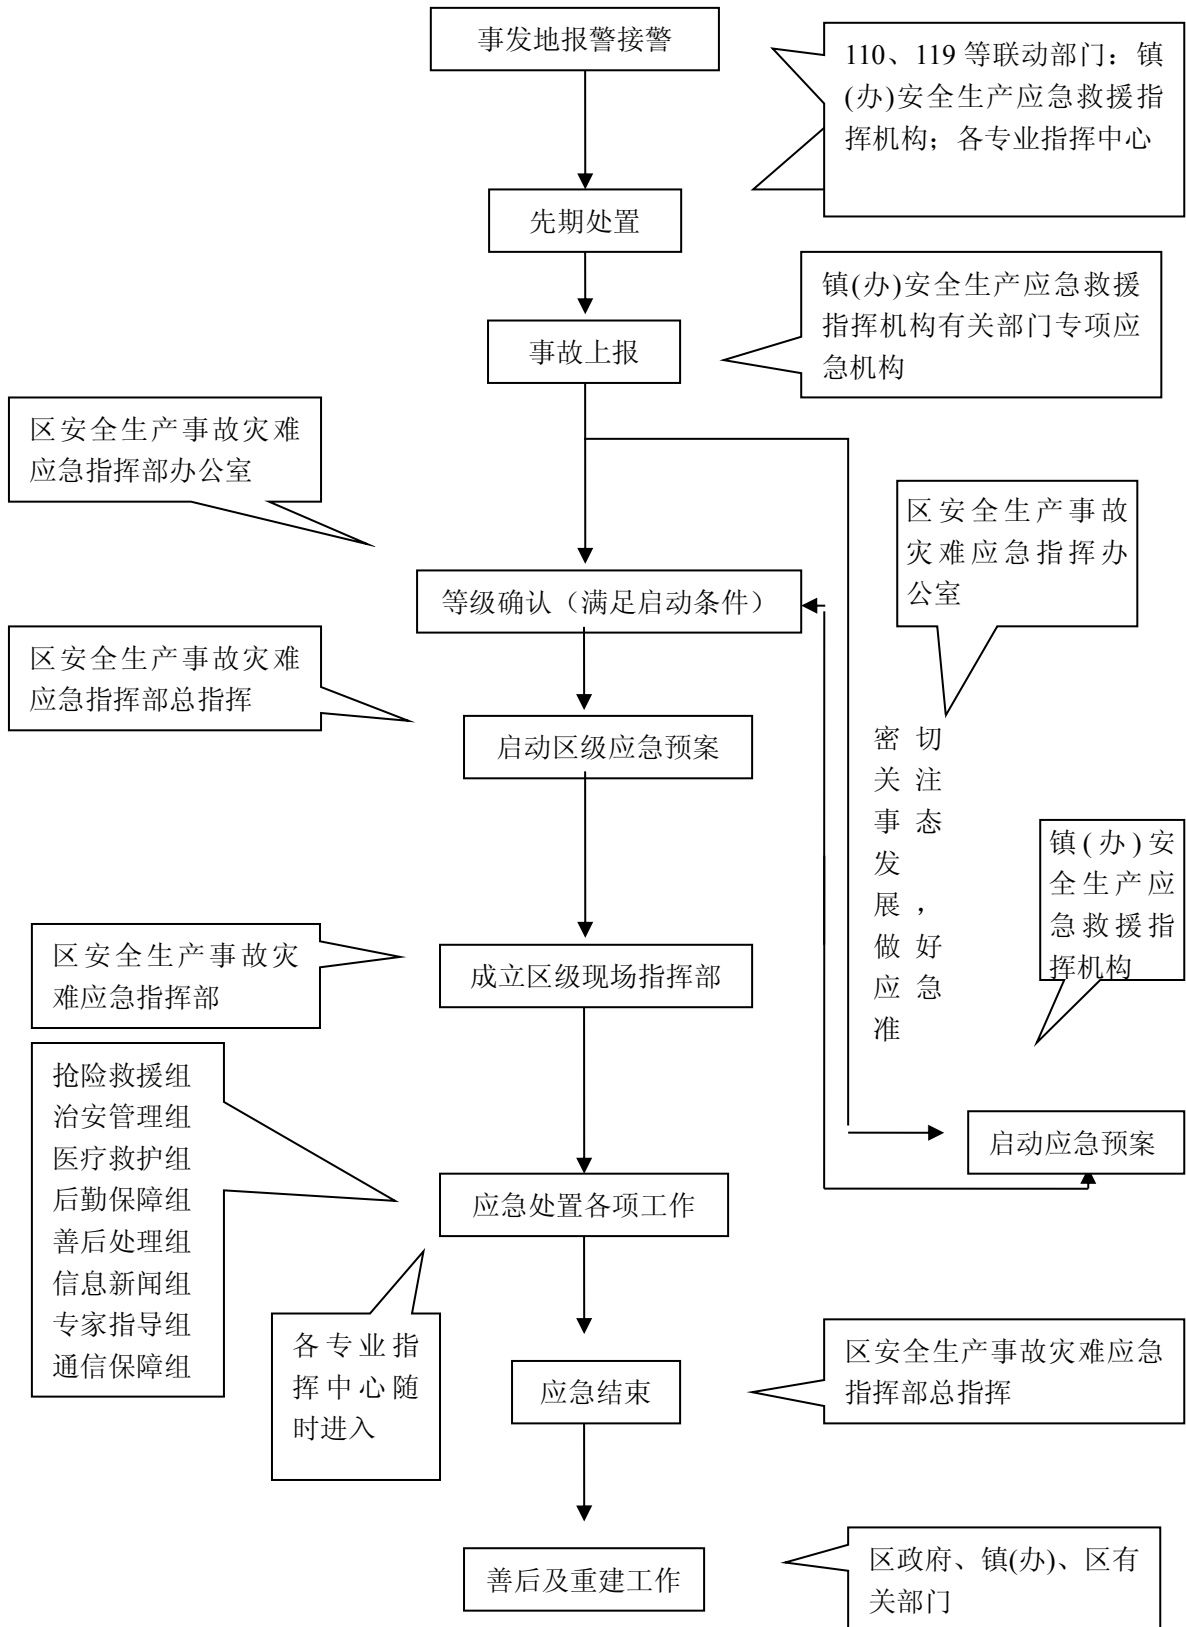 事发地报警接警
110、119 等联动部门：镇
(办)安全生产应急救援指
挥机构；各专业指挥中心
先期处置
镇(办)安全生产应急救援
指挥机构有关部门专项应
急机构
事故上报
区安全生产事故灾难
应急指挥部办公室
区安全生产事故
灾难应急指挥办
公室
等级确认（满足启动条件）
区安全生产事故灾难
应急指挥部总指挥
启动区级应急预案
密切
关注
事态
发
展，
做好
应急
准
镇(办)安
全生产应
急救援指
挥机构
区安全生产事故灾
难应急指挥部
成立区级现场指挥部
抢险救援组
治安管理组
医疗救护组
后勤保障组
善后处理组
信息新闻组
专家指导组
通信保障组
启动应急预案
应急处置各项工作
各专业指
挥中心随
时进入
区安全生产事故灾难应急
指挥部总指挥
应急结束
善后及重建工作
区政府、镇(办)、区有
关部门